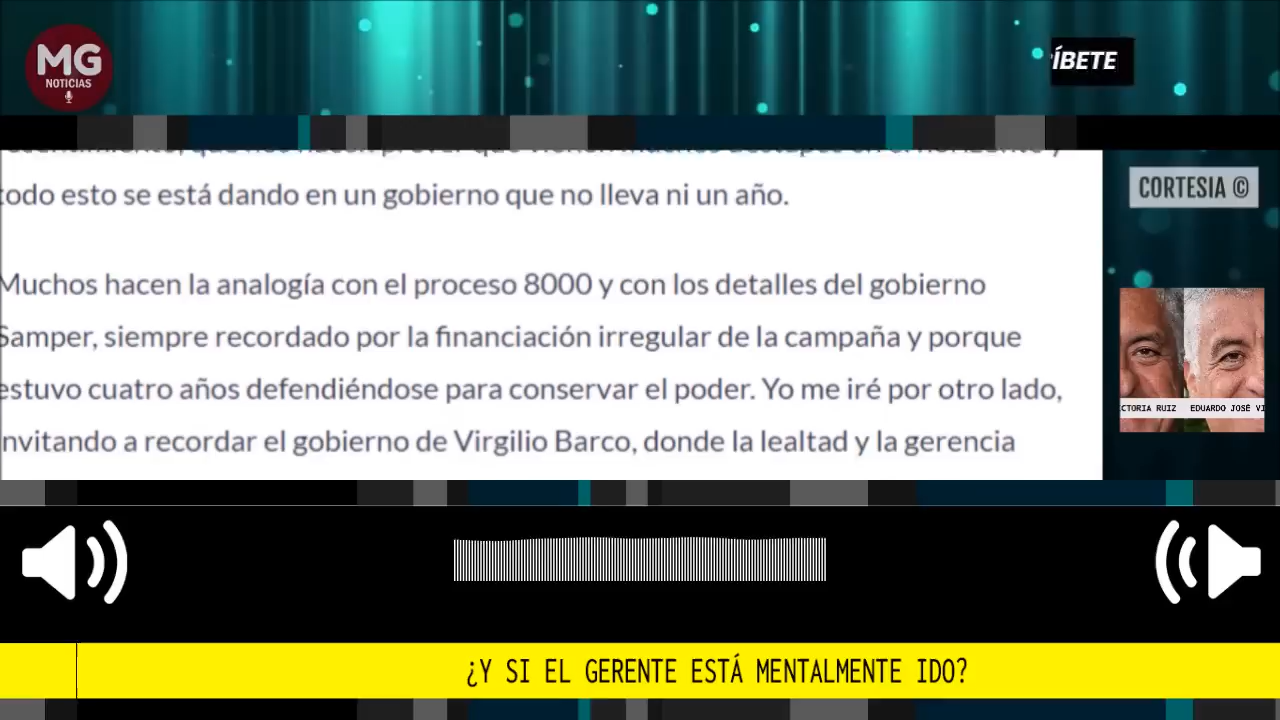 MG
NOTICIAS
ÍBETE
CORTESIA ©
todo esto se está dando en un gobierno que no lleva ni un año.
Muchos hacen la analogía con el proceso 8000 y con los detalles del gobierno
Samper, siempre recordado por la financiación irregular de la campaña y porque
estuvo cuatro años defendiéndose para conservar el poder. Yo me iré por otro lado,
invitando a recordar el gobierno de Virgilio Barco, donde la lealtad y la gerencia
CTORIA RUIZ EDUARDO JOSÉ VI
¿Y SI EL GERENTE ESTÁ MENTALMENTE IDO?